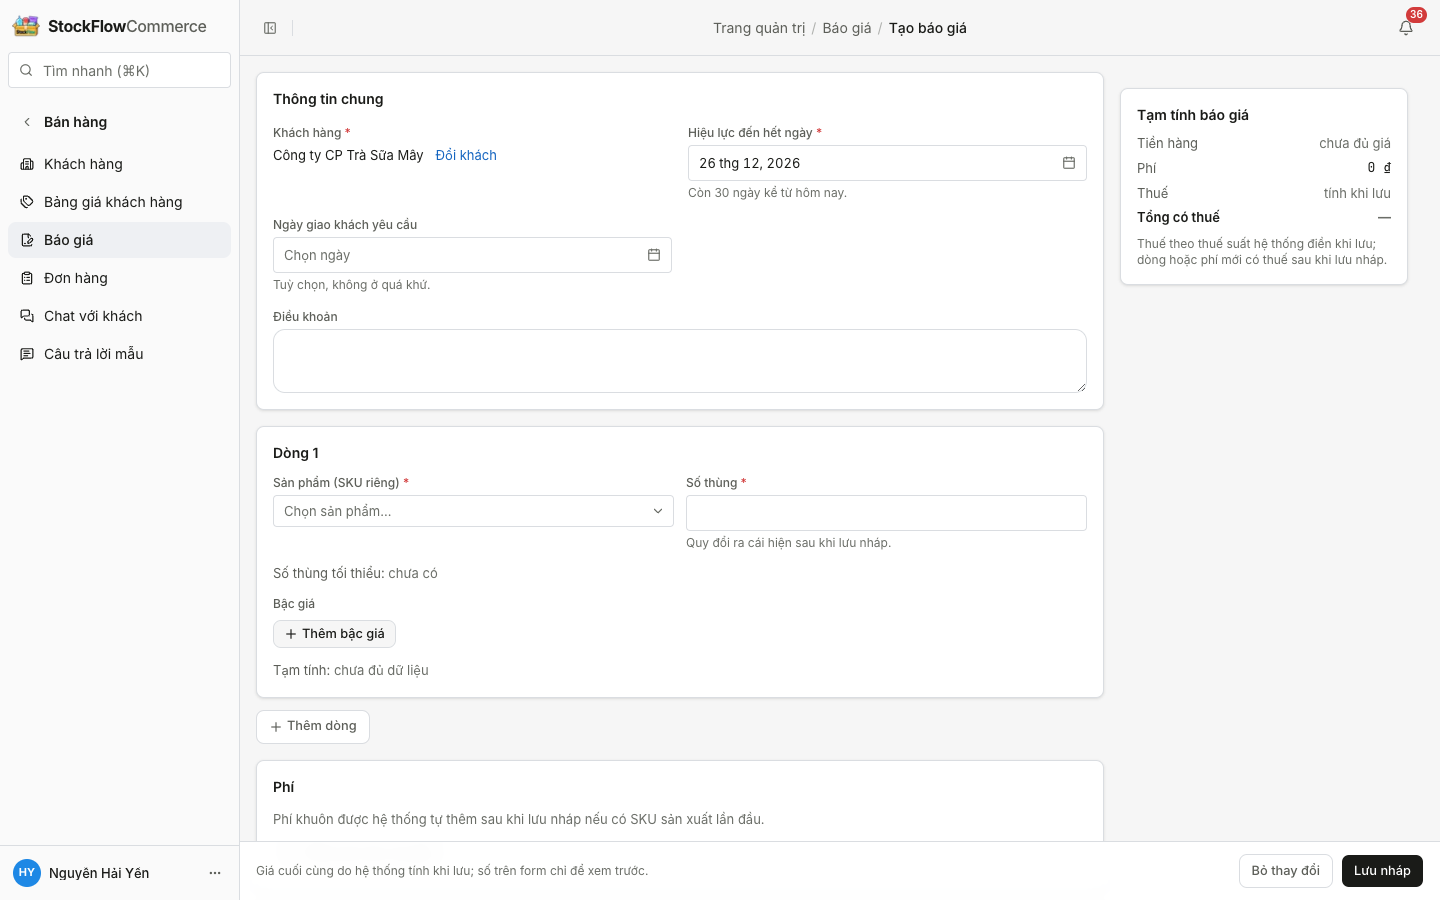 StockFlowCommerce
Tìm nhanh (⌘K)
Bán hàng
Khách hàng
Bảng giá khách hàng
Báo giá
Đơn hàng
Chat với khách
Câu trả lời mẫu
HY Nguyễn Hải Yến
Trang quản trị / Báo giá / Tạo báo giá
36
Thông tin chung
Khách hàng *
Công ty CP Trà Sữa Mây Đổi khách
Hiệu lực đến hết ngày *
26 thg 12, 2026
Còn 30 ngày kể từ hôm nay.
Ngày giao khách yêu cầu
Chọn ngày
Tuỳ chọn, không ở quá khứ.
Điều khoản
Dòng 1
Sản phẩm (SKU riêng) *
Chọn sản phẩm...
Số thùng *
Quy đổi ra cái hiện sau khi lưu nháp.
Số thùng tối thiểu: chưa có
Bậc giá
Thêm bậc giá
Tạm tính: chưa đủ dữ liệu
Thêm dòng
Phí
Phí khuôn được hệ thống tự thêm sau khi lưu nháp nếu có SKU sản xuất lần đầu.
Tạm tính báo giá
Tiền hàng chưa đủ giá
Phí 0 ₫
Thuế tính khi lưu
Tổng có thuế —
Thuế theo thuế suất hệ thống điền khi lưu;
dòng hoặc phí mới có thuế sau khi lưu nháp.
Giá cuối cùng do hệ thống tính khi lưu; số trên form chỉ để xem trước.
Bỏ thay đổi
Lưu nháp